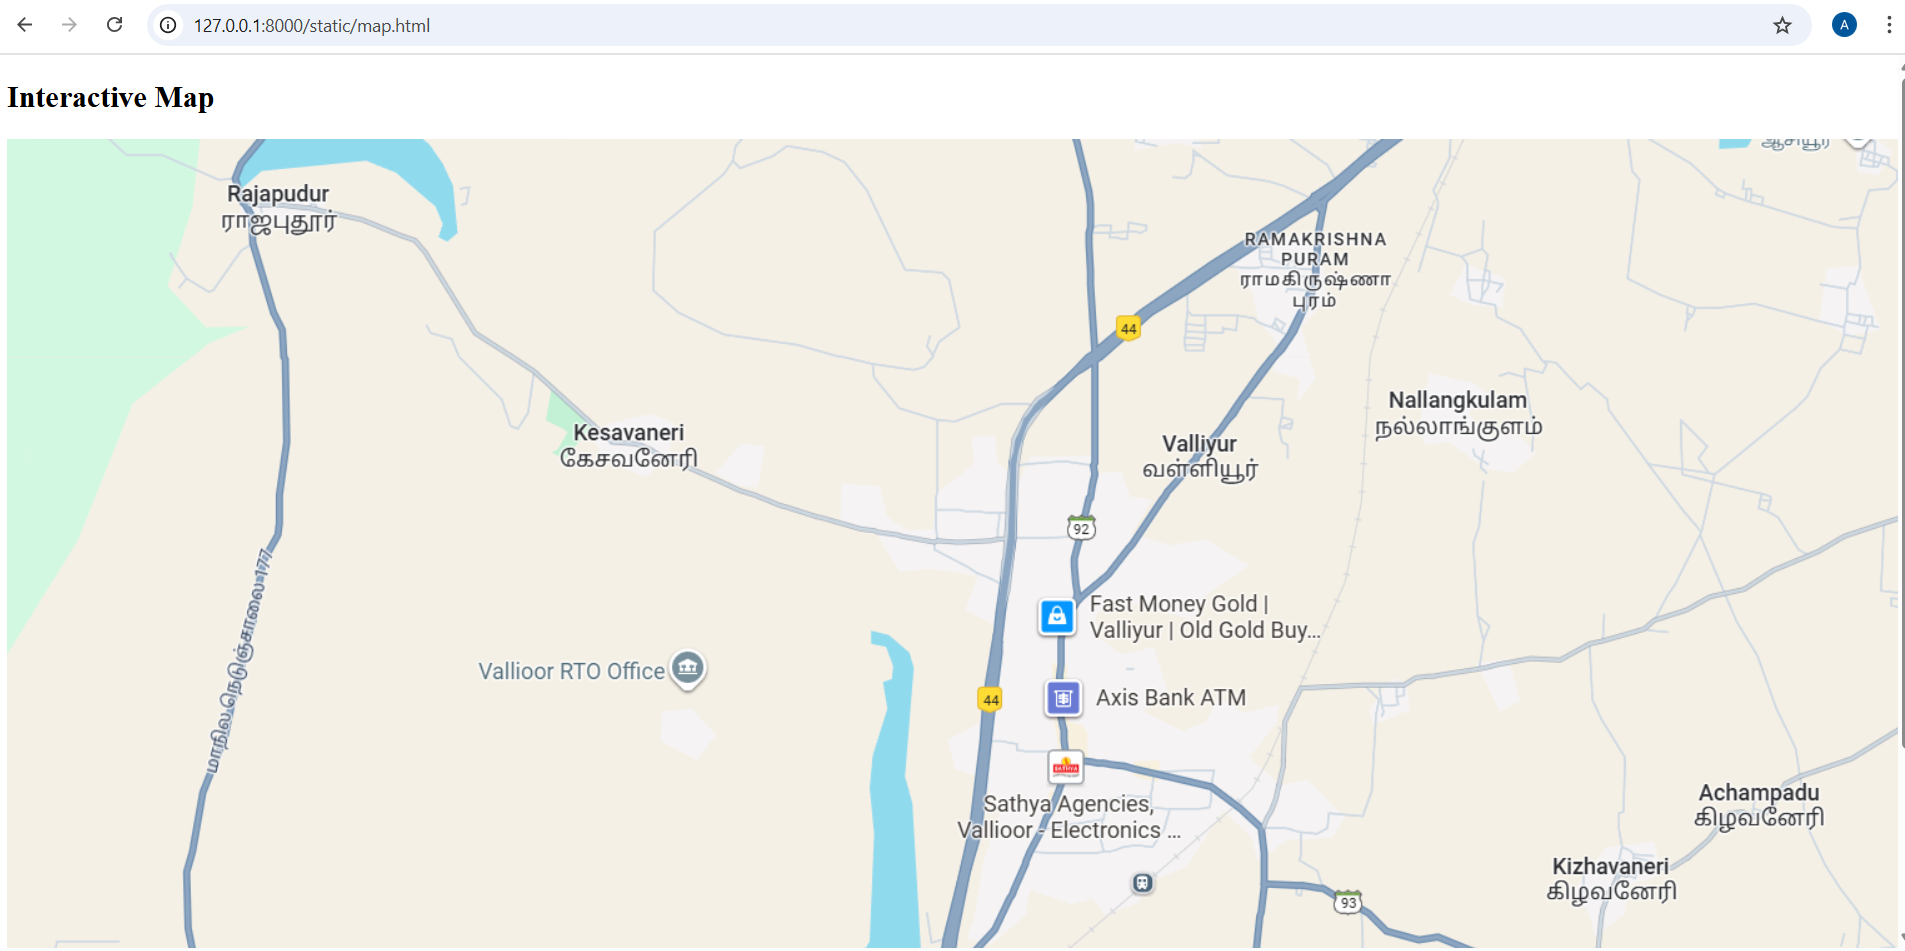 127.0.0.1:8000/static/map.html
A
Interactive Map
ஆசியூர்
Rajapudur
ராஜபுதூர்
RAMAKRISHNA
PURAM
ராமகிருஷ்ணா
புரம்
44
Nallangkulam
நல்லாங்குளம்
Kesavaneri
கேசவனேரி
Valliyur
வள்ளியூர்
92
மாநில நெடுஞ்சாலை 177
Fast Money Gold |
Valliyur | Old Gold Buy...
Vallioor RTO Office
44
Axis Bank ATM
SATHYA
Sathya Agencies,
Vallioor - Electronics ...
Achampadu
கிழவனேரி
Kizhavaneri
கிழவனேரி
93